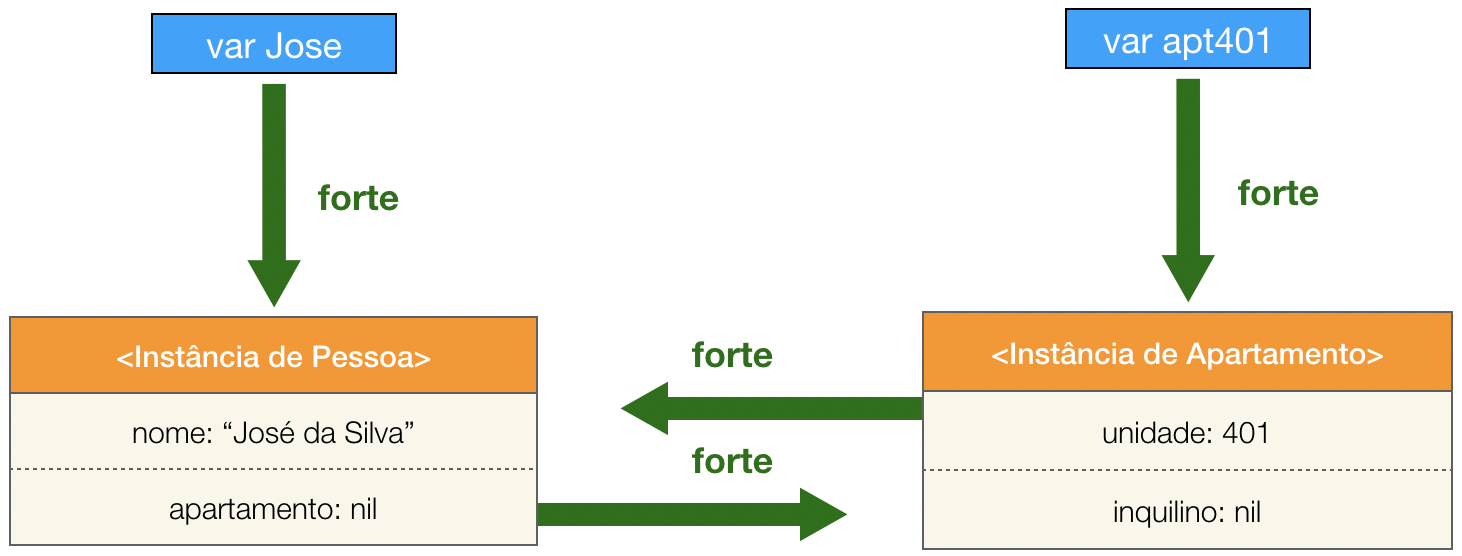 var Jose
var apt401
forte
forte
<Instância de Pessoa>
<Instância de Apartamento>
forte
nome: “José da Silva”
unidade: 401
forte
apartamento: nil
inquilino: nil